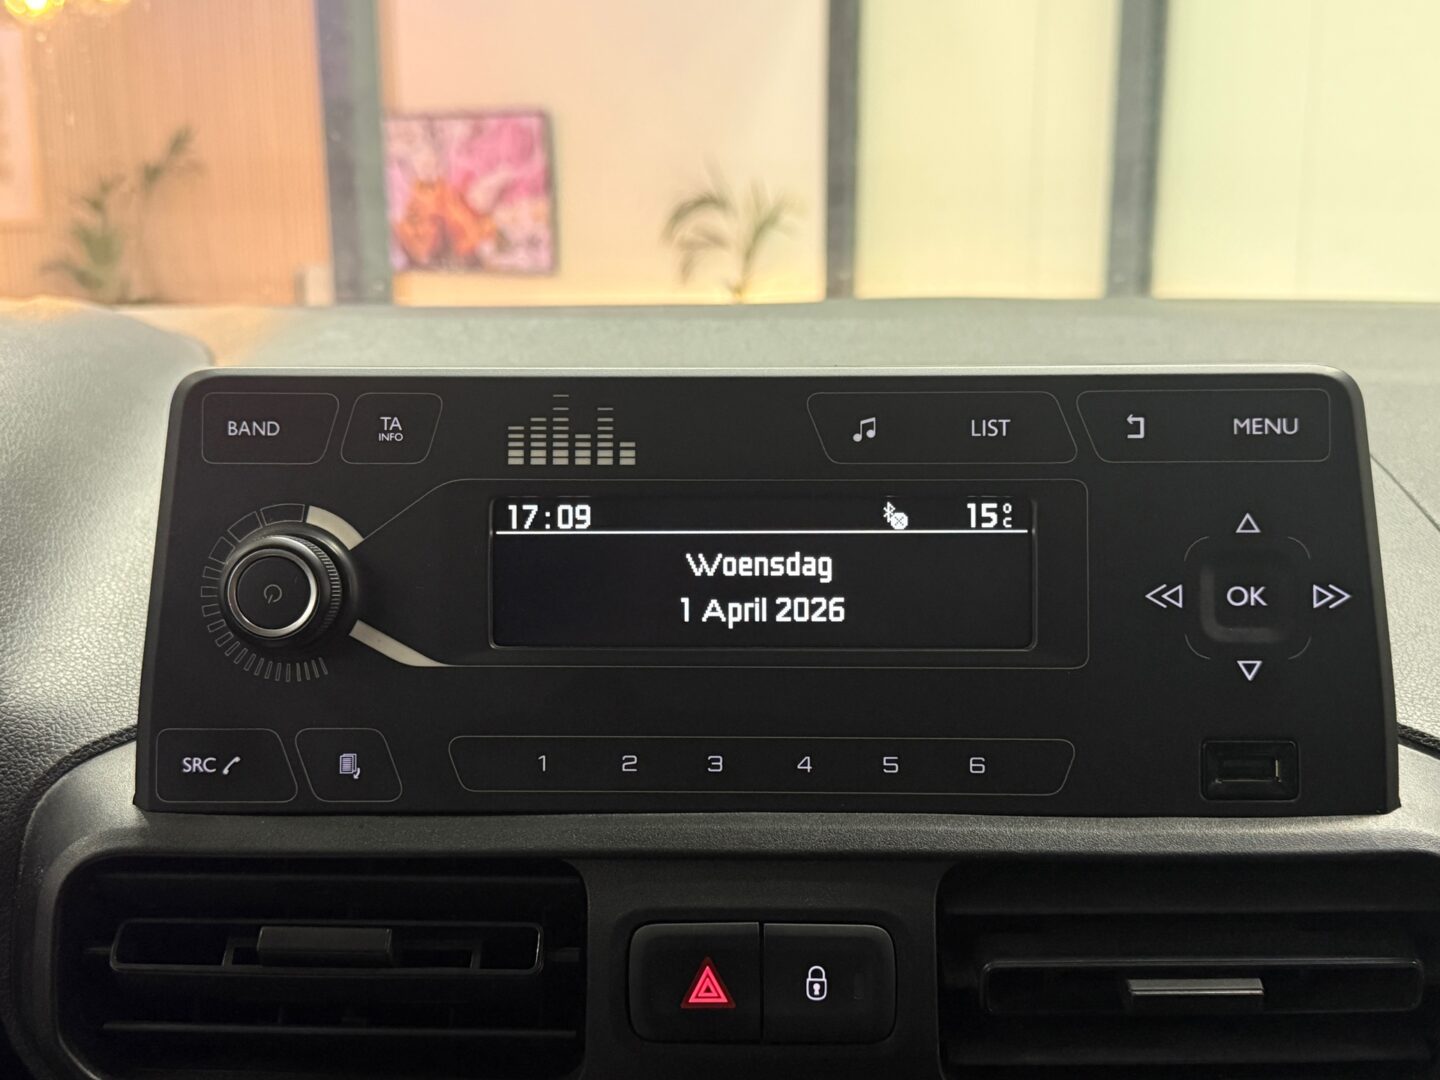 BAND
TA
INFO
LIST
MENU
17:09 15°C
Woensdag
1 April 2026
OK
SRC
1 2 3 4 5 6